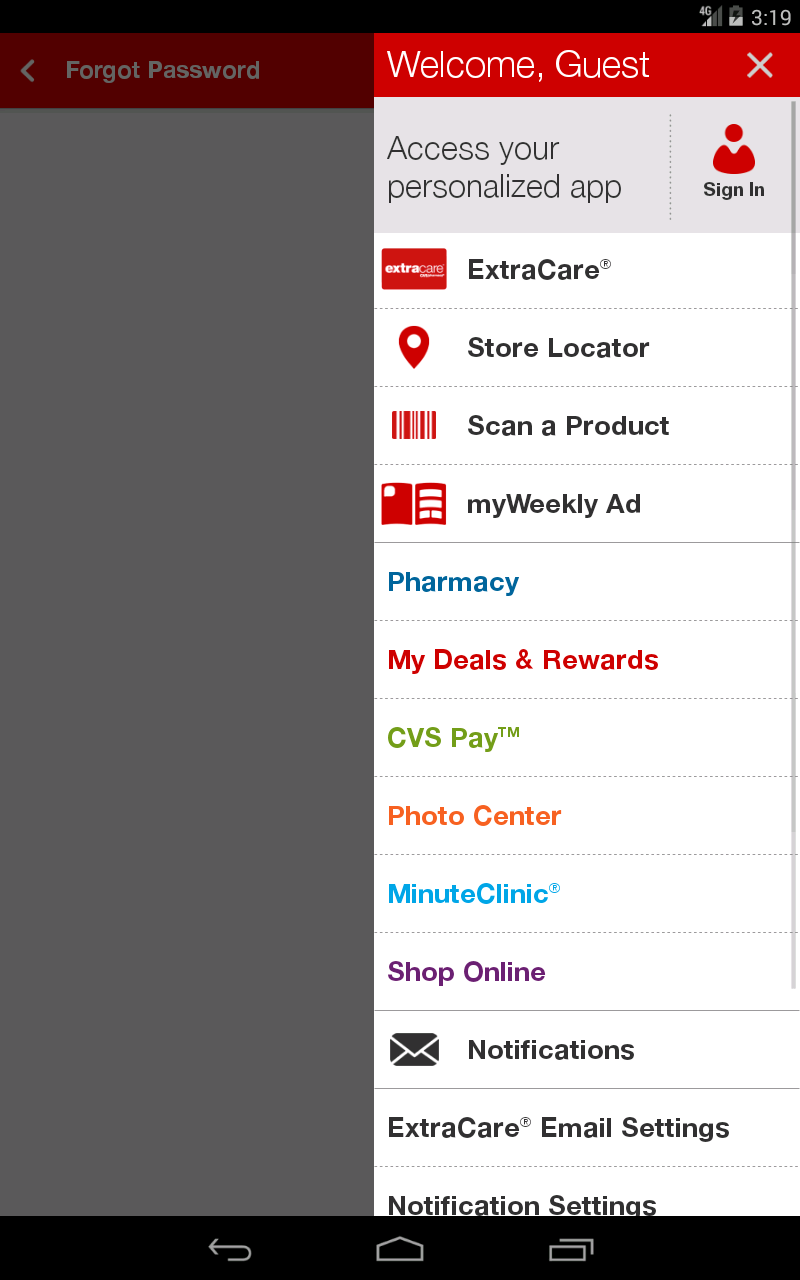 4G 3:19
Forgot Password
Welcome, Guest
Access your
personalized app
Sign In
extracare
ExtraCare®
Store Locator
Scan a Product
myWeekly Ad
Pharmacy
My Deals & Rewards
CVS Pay™
Photo Center
MinuteClinic®
Shop Online
Notifications
ExtraCare® Email Settings
Notification Settings